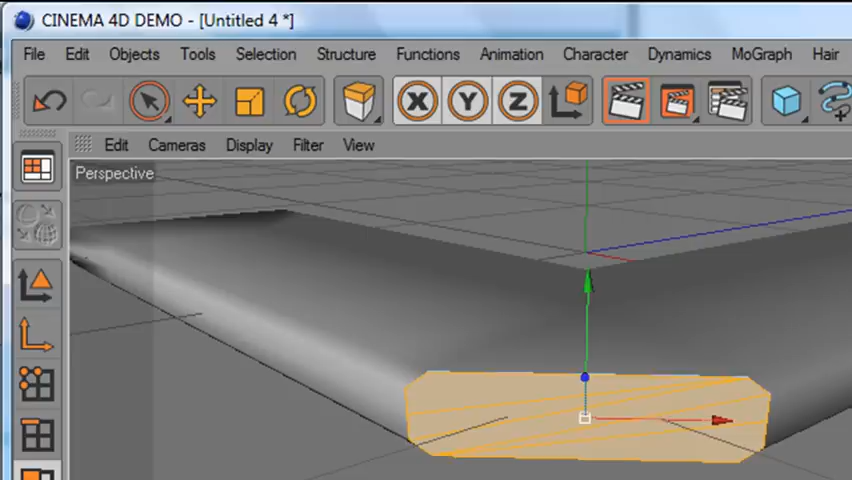 CINEMA 4D DEMO - [Untitled 4 *]
File Edit Objects Tools Selection Structure Functions Animation Character Dynamics MoGraph Hair
X Y Z
Edit Cameras Display Filter View
Perspective